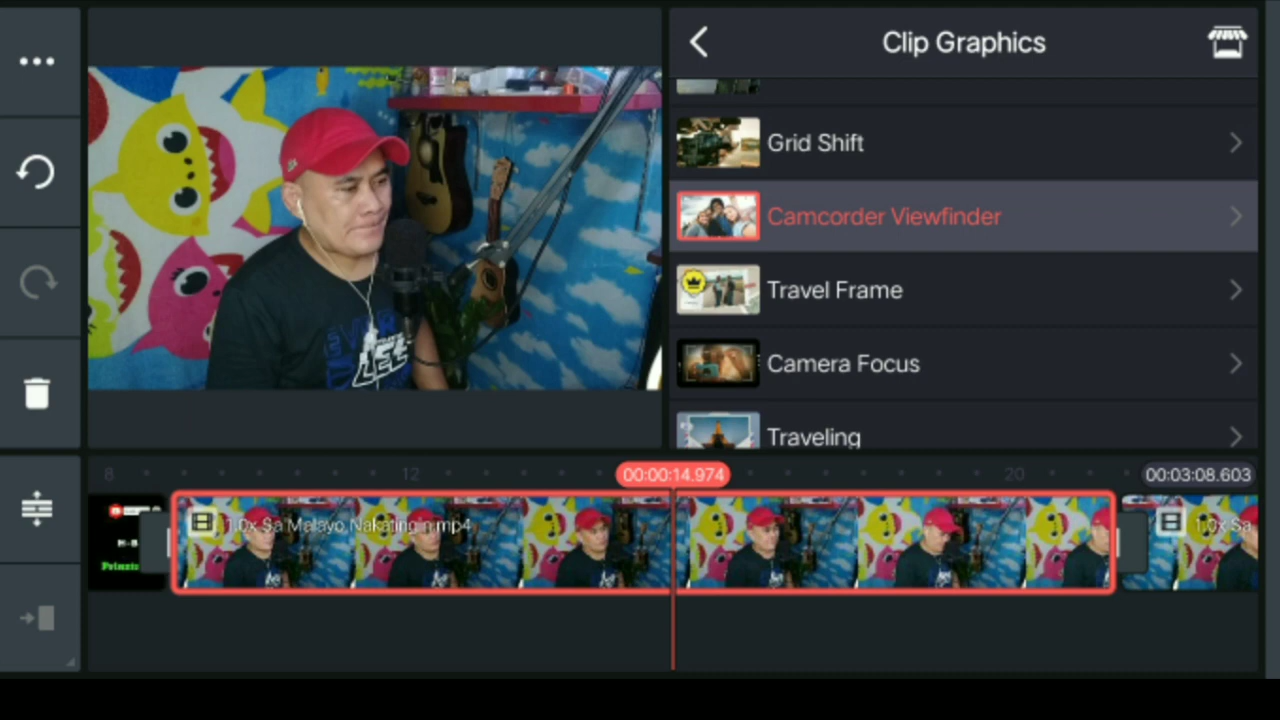 Clip Graphics
Grid Shift
Camcorder Viewfinder
Travel Frame
Camera Focus
Traveling
8
12
00:00:14.974
20
00:03:08.603
1.0x Sa Malayo Nakatingin.mp4
1.0x Sa
LEE